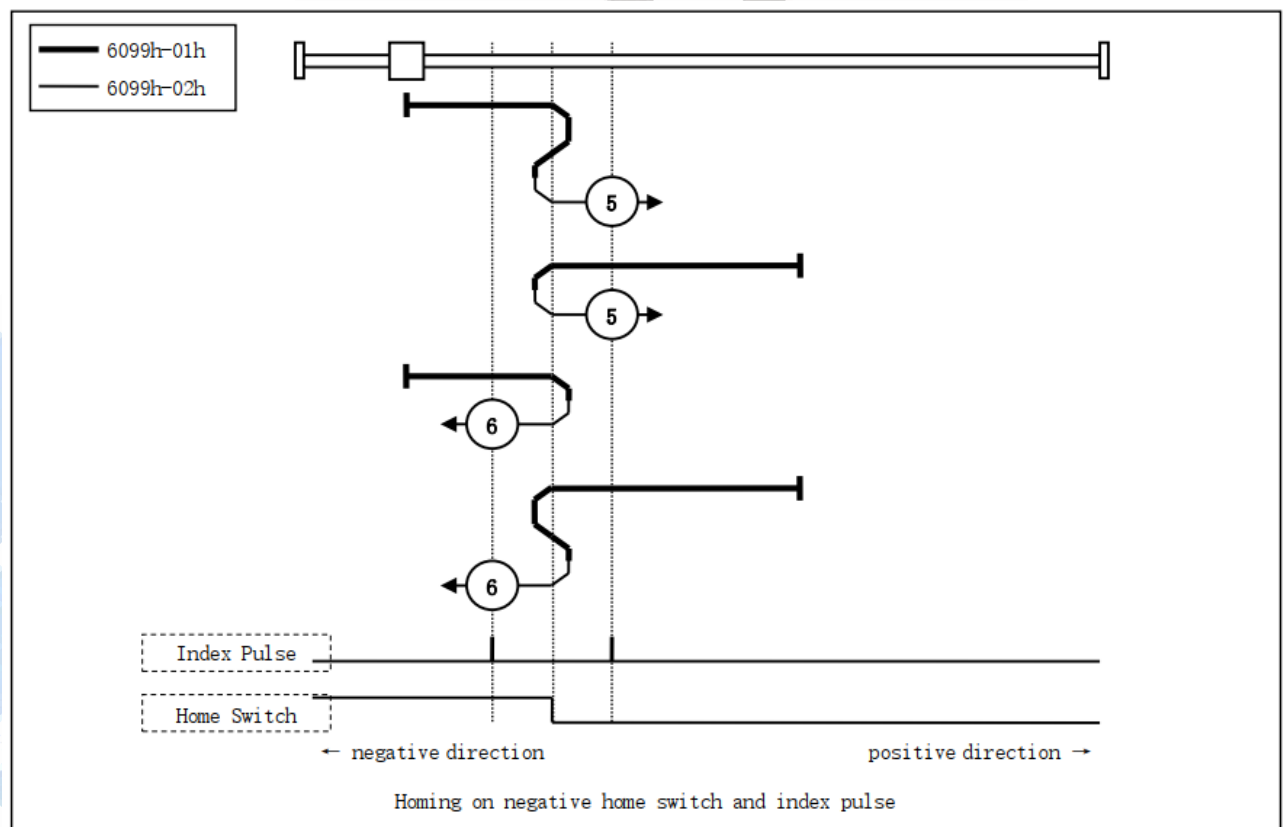 6099h-01h
6099h-02h
5
5
6
6
Index Pulse
Home Switch
← negative direction
positive direction →
Homing on negative home switch and index pulse